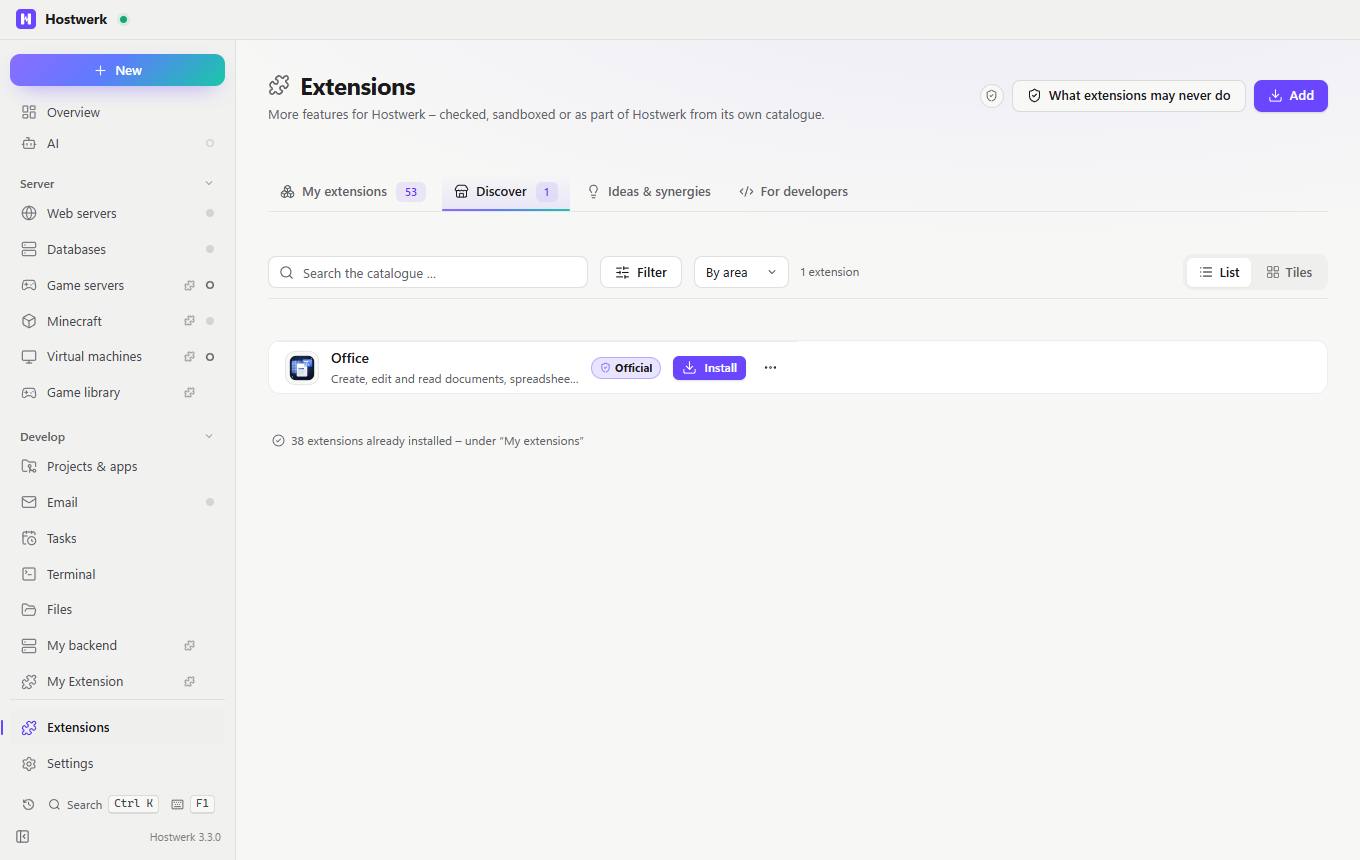 Hostwerk
New
Overview
AI
Server
Web servers
Databases
Game servers
Minecraft
Virtual machines
Game library
Develop
Projects & apps
Email
Tasks
Terminal
Files
My backend
My Extension
Extensions
Settings
Search Ctrl K F1
Hostwerk 3.3.0
Extensions
More features for Hostwerk – checked, sandboxed or as part of Hostwerk from its own catalogue.
What extensions may never do
Add
My extensions 53
Discover 1
Ideas & synergies
For developers
Search the catalogue ...
Filter
By area
1 extension
List
Tiles
Office
Create, edit and read documents, spreadshee...
Official
Install
38 extensions already installed – under “My extensions”